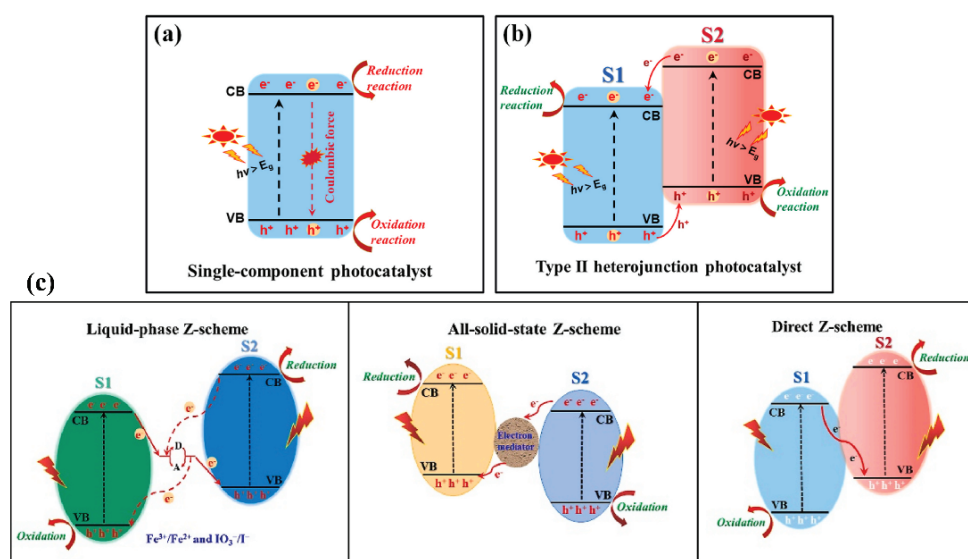 (a)
CB
e- e- e- e-
Reduction
reaction
Coulombic force
hν > Eg
VB
h+ h+ h+ h+
Oxidation
reaction
Single-component photocatalyst
(b)
S2
e- e- e-
e-
CB
S1
Reduction
reaction
e- e- e-
CB
hν > Eg
hν > Eg
VB
h+ h+ h+
Oxidation
reaction
VB
h+ h+ h+
h+
Type II heterojunction photocatalyst
(c)
Liquid-phase Z-scheme
S2
Reduction
e- e- e-
CB
S1
e- e- e-
CB
e-
e-
D
A
e-
e-
VB
h+ h+ h+
VB
h+ h+ h+
Oxidation
Fe3+/Fe2+ and IO3−/I−
All-solid-state Z-scheme
S1
Reduction
e- e- e-
CB
S2
e- e- e-
CB
e-
Electron
mediator
e-
VB
h+ h+ h+
VB
h+ h+ h+
Oxidation
Direct Z-scheme
S2
Reduction
e- e- e-
CB
S1
e- e- e-
CB
e-
e-
VB
h+ h+ h+
VB
h+ h+ h+
Oxidation